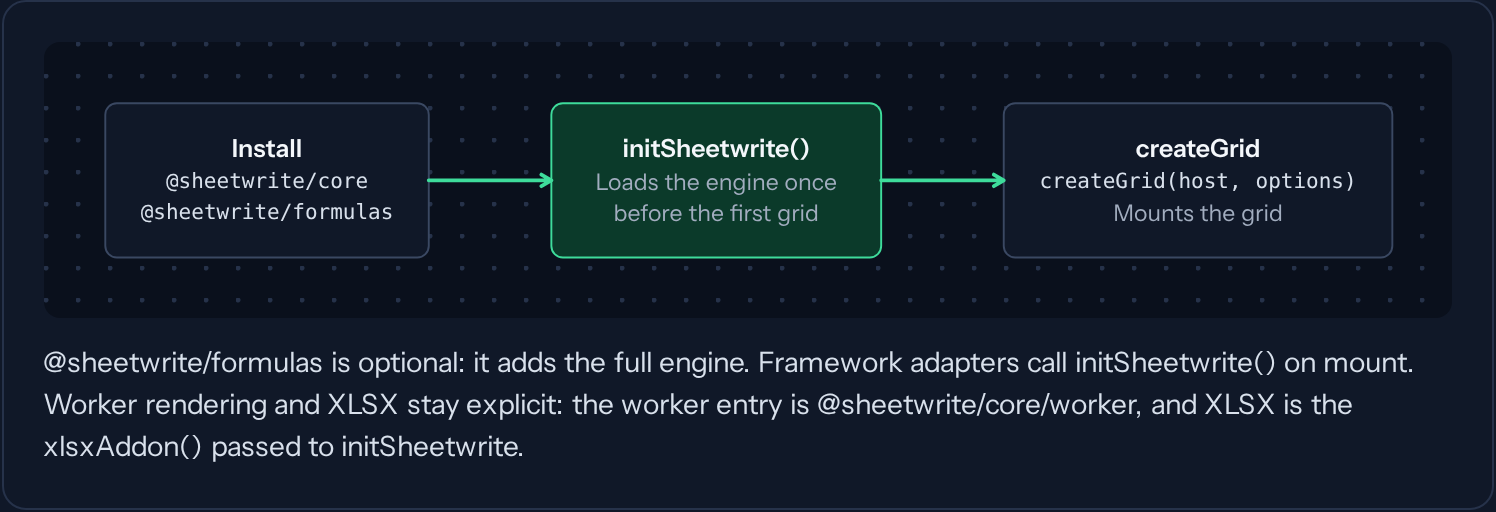 Install
@sheetwrite/core
@sheetwrite/formulas
initSheetwrite()
Loads the engine once
before the first grid
createGrid
createGrid(host, options)
Mounts the grid
@sheetwrite/formulas is optional: it adds the full engine. Framework adapters call initSheetwrite() on mount.
Worker rendering and XLSX stay explicit: the worker entry is @sheetwrite/core/worker, and XLSX is the
xlsxAddon() passed to initSheetwrite.